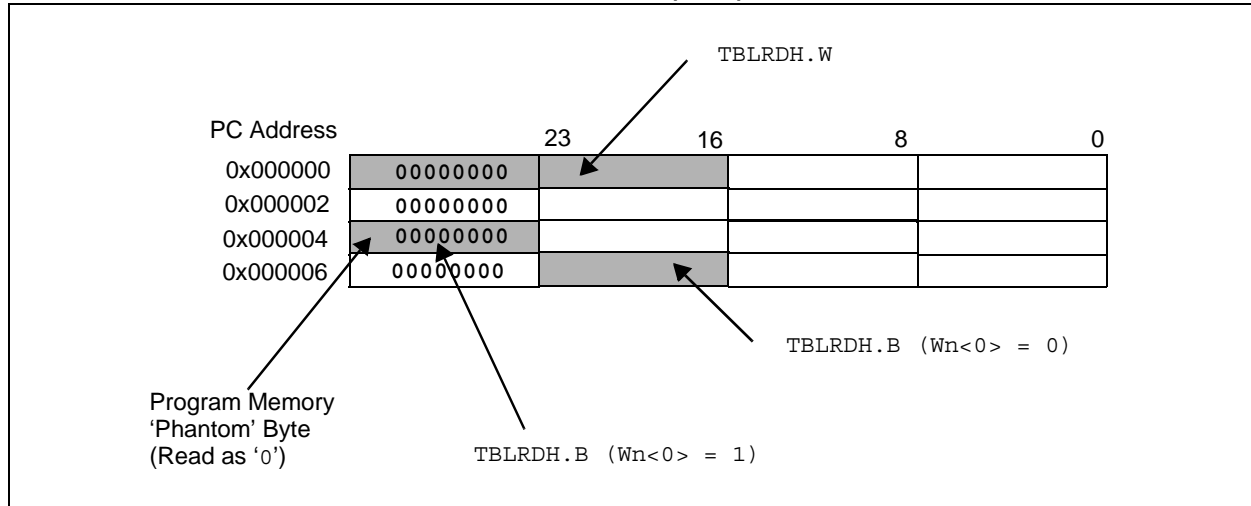 TBLRDH.W
PC Address 23 16 8 0
0x000000 00000000
0x000002 00000000
0x000004 00000000
0x000006 00000000
TBLRDH.B (Wn<0> = 0)
Program Memory
‘Phantom’ Byte
(Read as ‘0’)
TBLRDH.B (Wn<0> = 1)